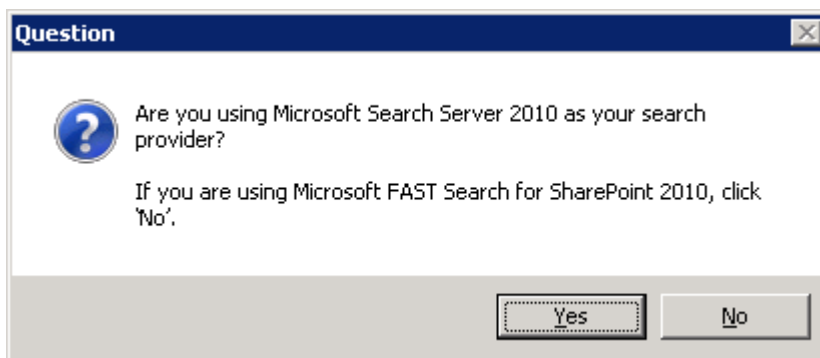 Question
Are you using Microsoft Search Server 2010 as your search
provider?
If you are using Microsoft FAST Search for SharePoint 2010, click
'No'.
Yes
No